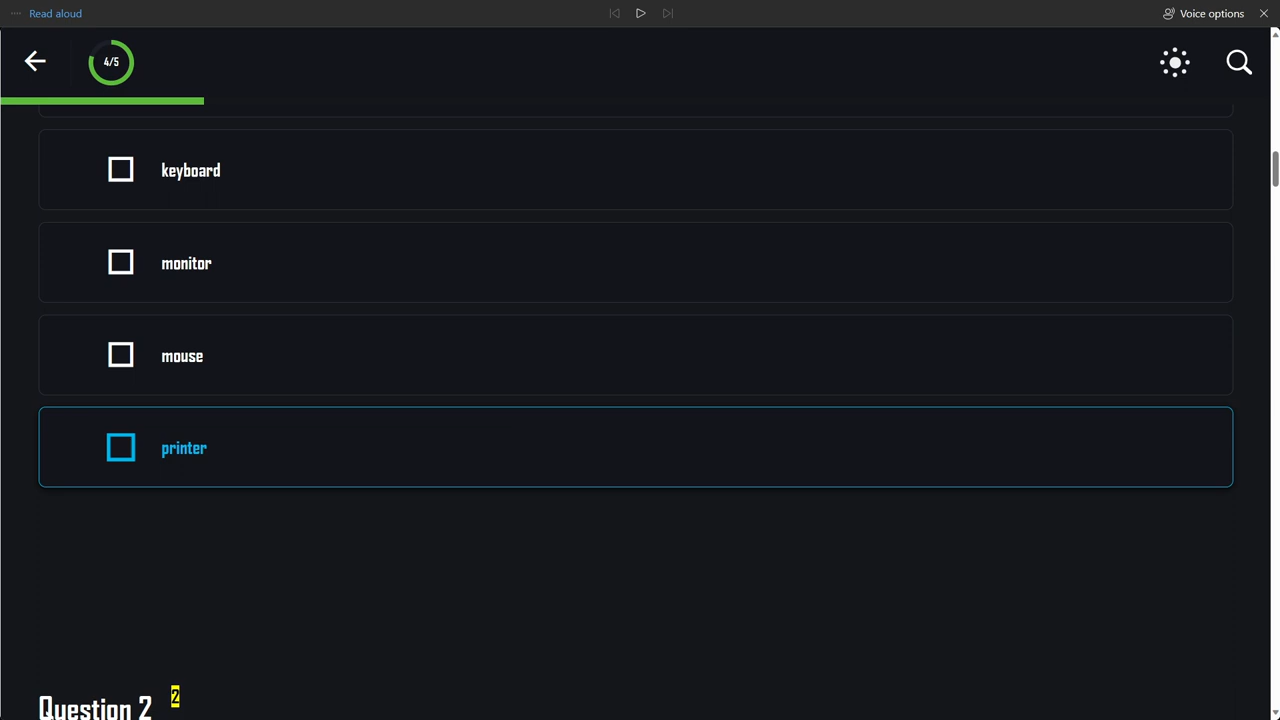 Read aloud
Voice options
4/5
keyboard
monitor
mouse
printer
Question 2 2